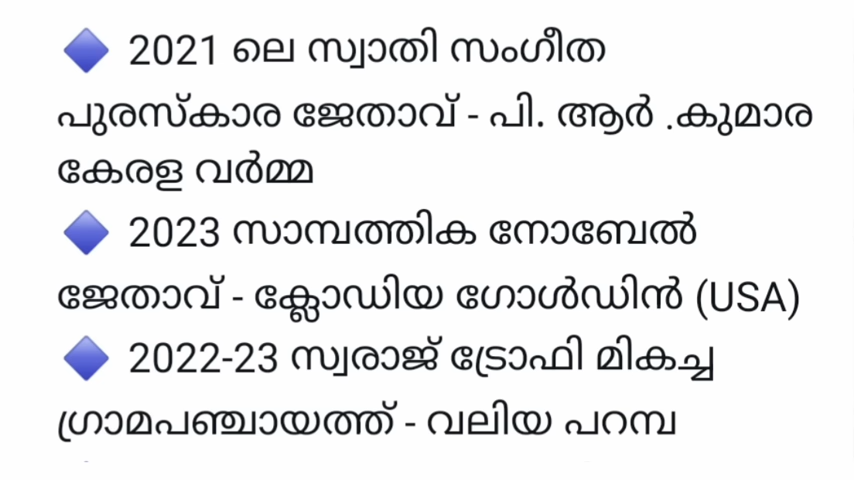 🔷 2021 ലെ സ്വാതി സംഗീത
പുരസ്കാര ജേതാവ് - പി. ആർ .കുമാര
കേരള വർമ്മ
🔷 2023 സാമ്പത്തിക നോബേൽ
ജേതാവ് - ക്ലോഡിയ ഗോൾഡിൻ (USA)
🔷 2022-23 സ്വരാജ് ട്രോഫി മികച്ച
ഗ്രാമപഞ്ചായത്ത് - വലിയ പറമ്പ